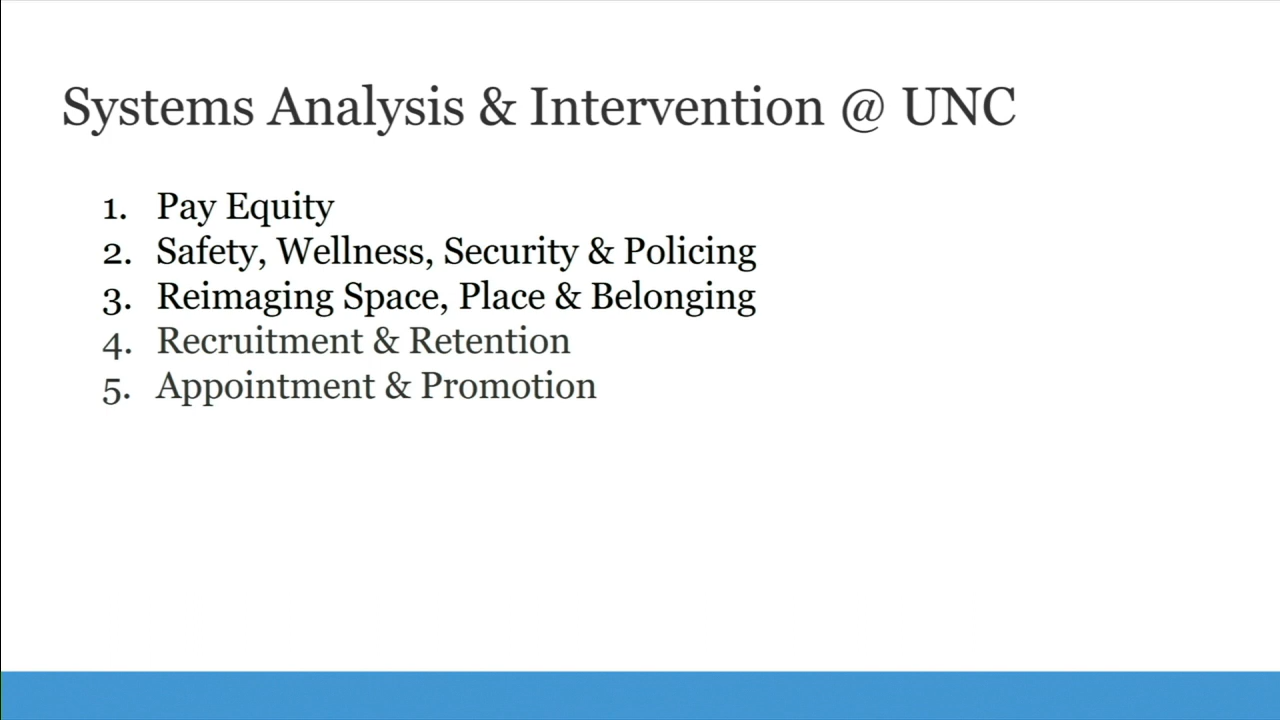 Systems Analysis & Intervention @ UNC
1. Pay Equity
2. Safety, Wellness, Security & Policing
3. Reimaging Space, Place & Belonging
4. Recruitment & Retention
5. Appointment & Promotion